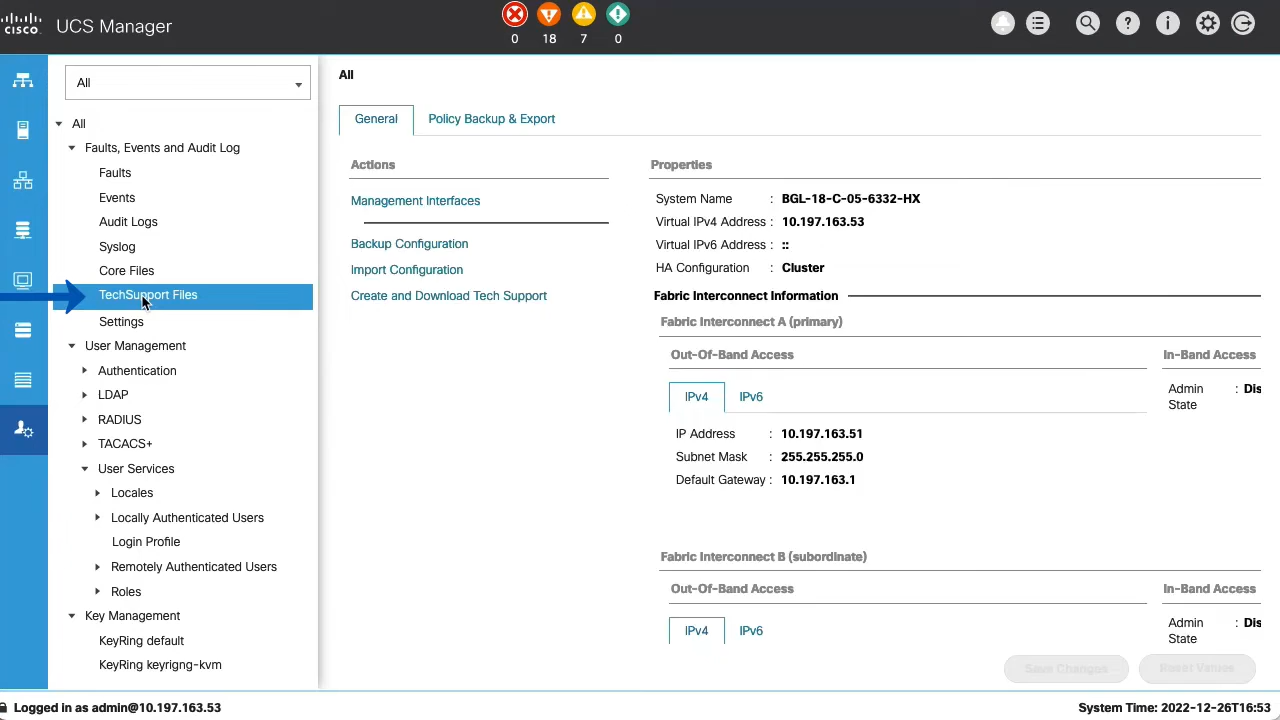 cisco
UCS Manager
0
18
7
0
All
All
Faults, Events and Audit Log
Faults
Events
Audit Logs
Syslog
Core Files
TechSupport Files
Settings
User Management
Authentication
LDAP
RADIUS
TACACS+
User Services
Locales
Locally Authenticated Users
Login Profile
Remotely Authenticated Users
Roles
Key Management
KeyRing default
KeyRing keyrigng-kvm
All
General
Policy Backup & Export
Actions
Management Interfaces
Backup Configuration
Import Configuration
Create and Download Tech Support
Properties
System Name : BGL-18-C-05-6332-HX
Virtual IPv4 Address : 10.197.163.53
Virtual IPv6 Address : ::
HA Configuration : Cluster
Fabric Interconnect Information
Fabric Interconnect A (primary)
Out-Of-Band Access
IPv4
IPv6
IP Address : 10.197.163.51
Subnet Mask : 255.255.255.0
Default Gateway : 10.197.163.1
In-Band Access
Admin State : Dis
Fabric Interconnect B (subordinate)
Out-Of-Band Access
IPv4
IPv6
In-Band Access
Admin State : Dis
Save Changes
Reset Values
Logged in as admin@10.197.163.53
System Time: 2022-12-26T16:53